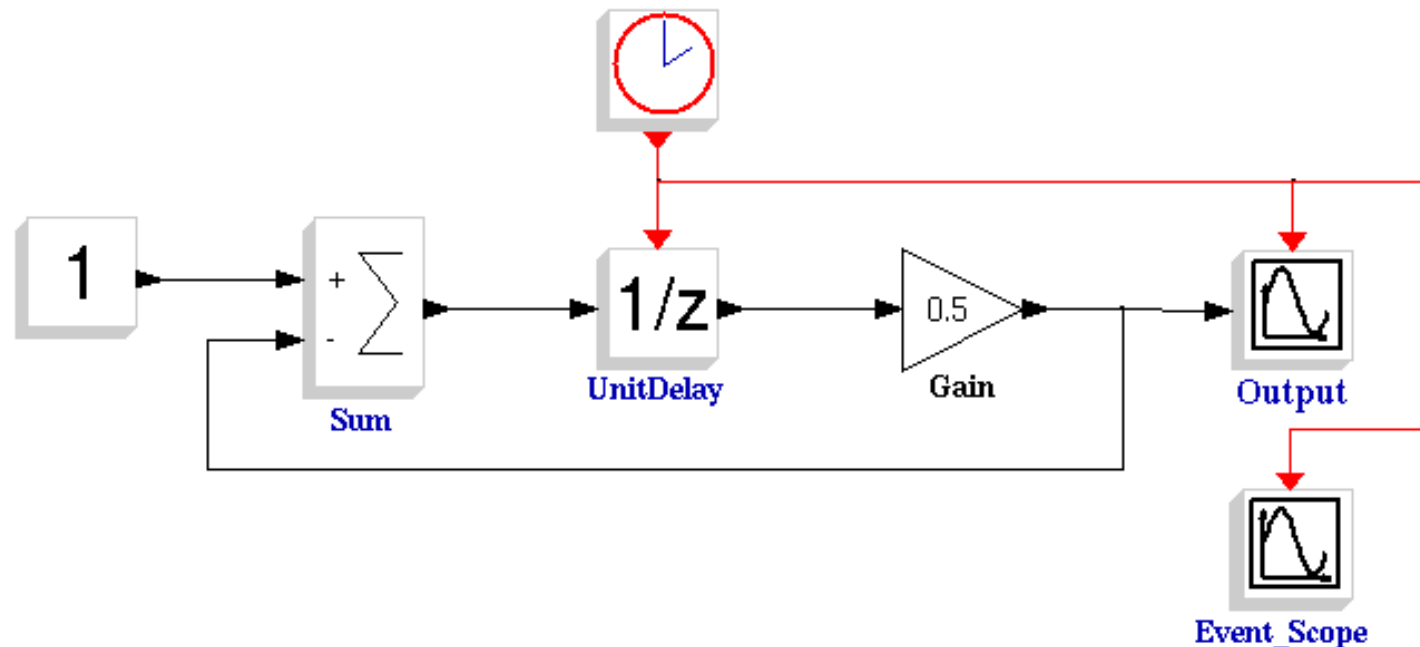 1
+
-
Sum
1/z
UnitDelay
0.5
Gain
Output
Event_Scope